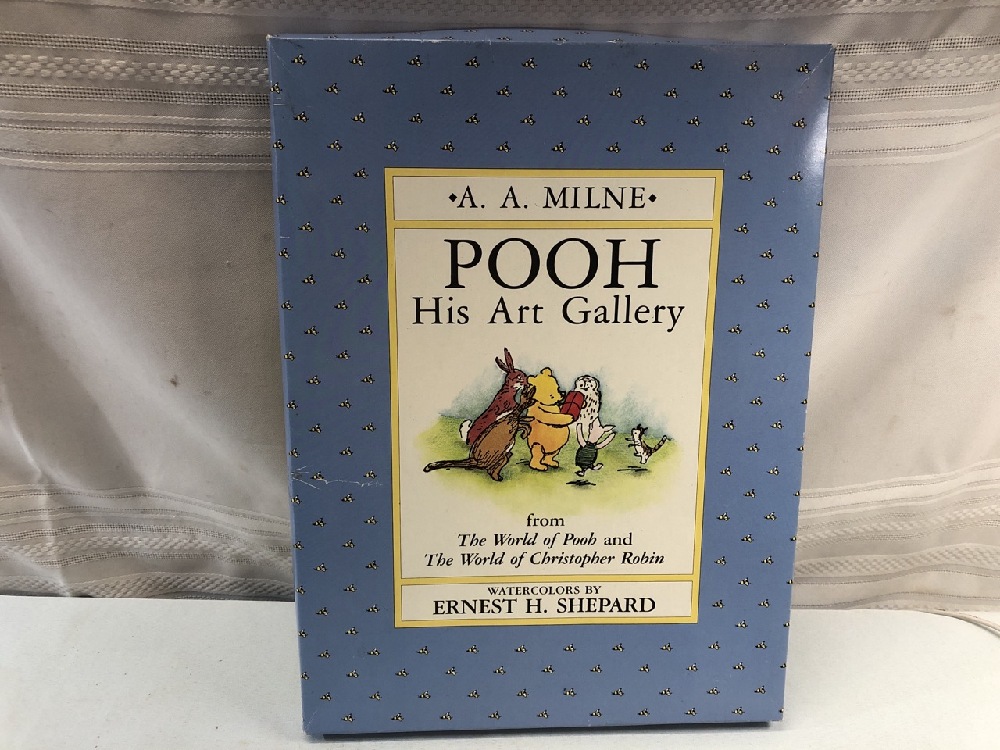 •A. A. MILNE•
POOH
His Art Gallery
from
The World of Pooh and
The World of Christopher Robin
WATERCOLORS BY
ERNEST H. SHEPARD